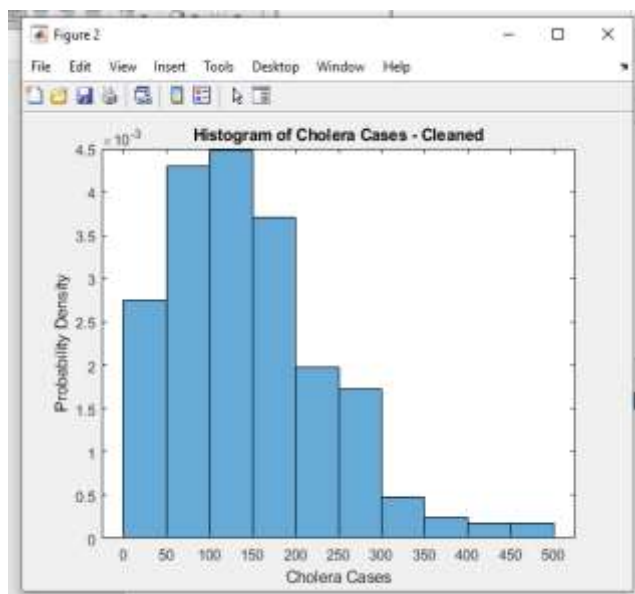 Figure 2
File Edit View Insert Tools Desktop Window Help
Histogram of Cholera Cases - Cleaned
× 10⁻³
4.5
4
3.5
3
2.5
2
1.5
1
0.5
0
Probability Density
0 50 100 150 200 250 300 350 400 450 500
Cholera Cases